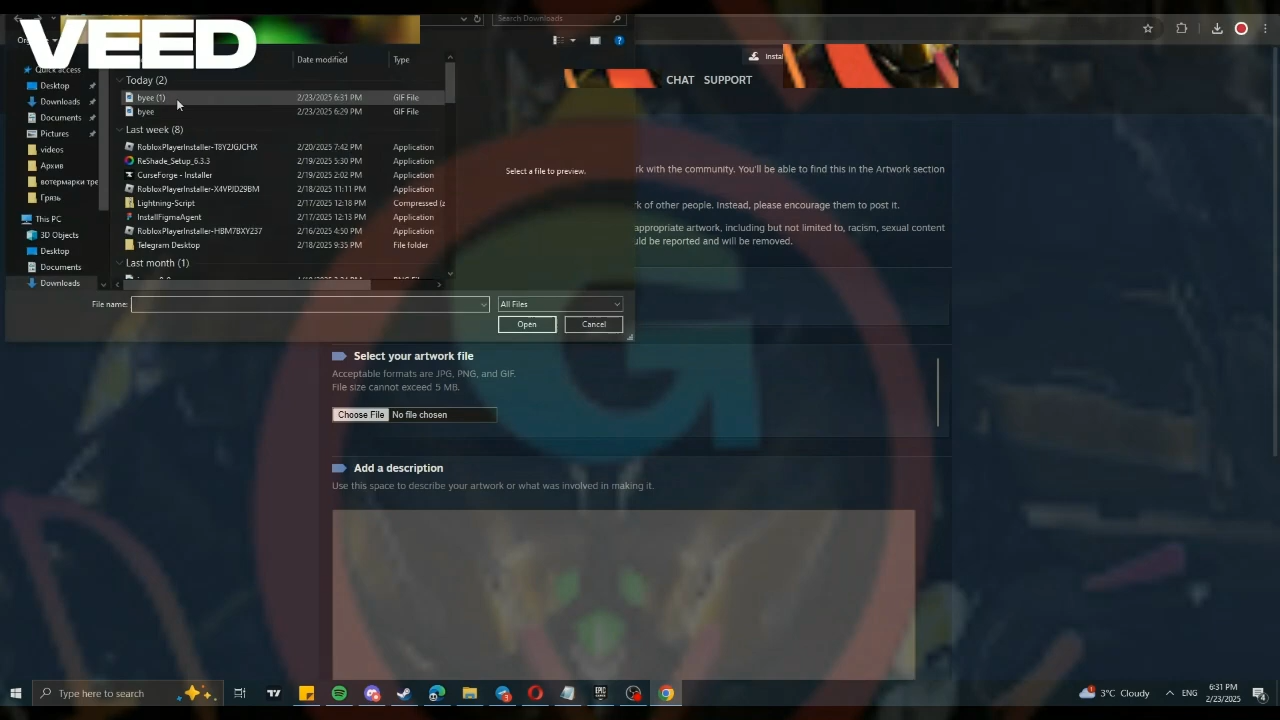 VEED
Search Downloads
Date modified
Type
Quick access
Desktop
Downloads
Documents
Pictures
videos
Архив
вотермарки тре
Грязь
This PC
3D Objects
Desktop
Documents
Downloads
Today (2)
byee (1) 2/23/2025 6:31 PM GIF File
byee 2/23/2025 6:29 PM GIF File
Last week (8)
RobloxPlayerInstaller-T8Y2JGJCHX 2/20/2025 7:42 PM Application
ReShade_Setup_6.3.3 2/19/2025 5:30 PM Application
CurseForge - Installer 2/19/2025 2:02 PM Application
RobloxPlayerInstaller-X4VPJD29BM 2/18/2025 11:11 PM Application
Lightning-Script 2/17/2025 12:18 PM Compressed (z
InstallFigmaAgent 2/17/2025 12:13 PM Application
RobloxPlayerInstaller-HBM7BXY237 2/16/2025 4:50 PM Application
Telegram Desktop 2/18/2025 9:35 PM File folder
Last month (1)
Select a file to preview.
File name:
All Files
Open Cancel
Instal
CHAT SUPPORT
rk with the community. You'll be able to find this in the Artwork section
rk of other people. Instead, please encourage them to post it.
appropriate artwork, including but not limited to, racism, sexual content
uld be reported and will be removed.
Select your artwork file
Acceptable formats are JPG, PNG, and GIF.
File size cannot exceed 5 MB.
Choose File No file chosen
Add a description
Use this space to describe your artwork or what was involved in making it.
Type here to search
3
EPIC
3°C Cloudy
ENG
6:31 PM
2/23/2025
4